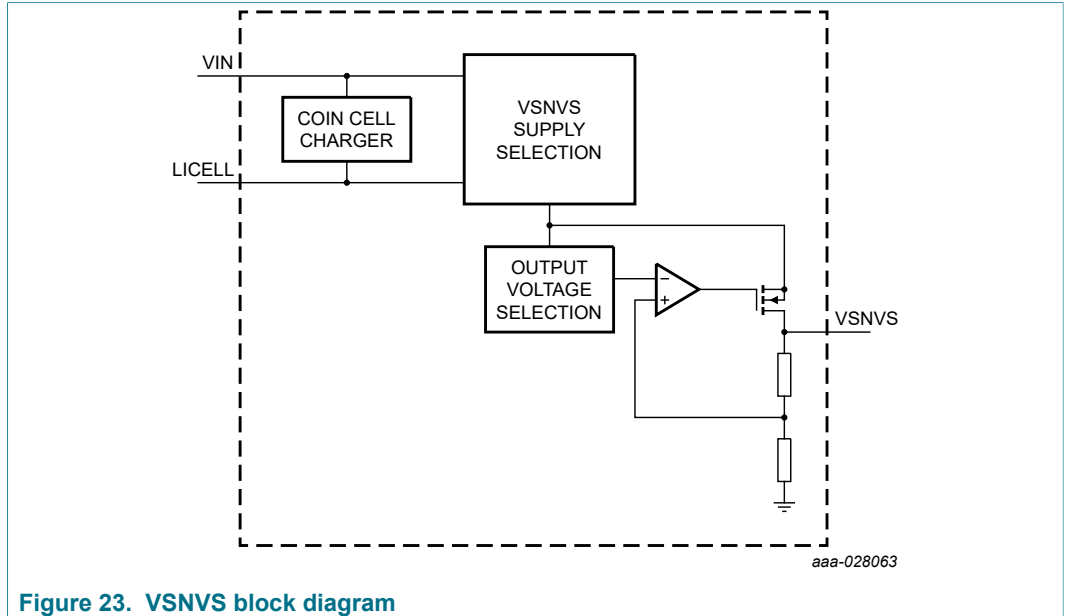 VIN
COIN CELL
CHARGER
LICELL
VSNVS
SUPPLY
SELECTION
OUTPUT
VOLTAGE
SELECTION
−
+
VSNVS
aaa-028063
Figure 23. VSNVS block diagram